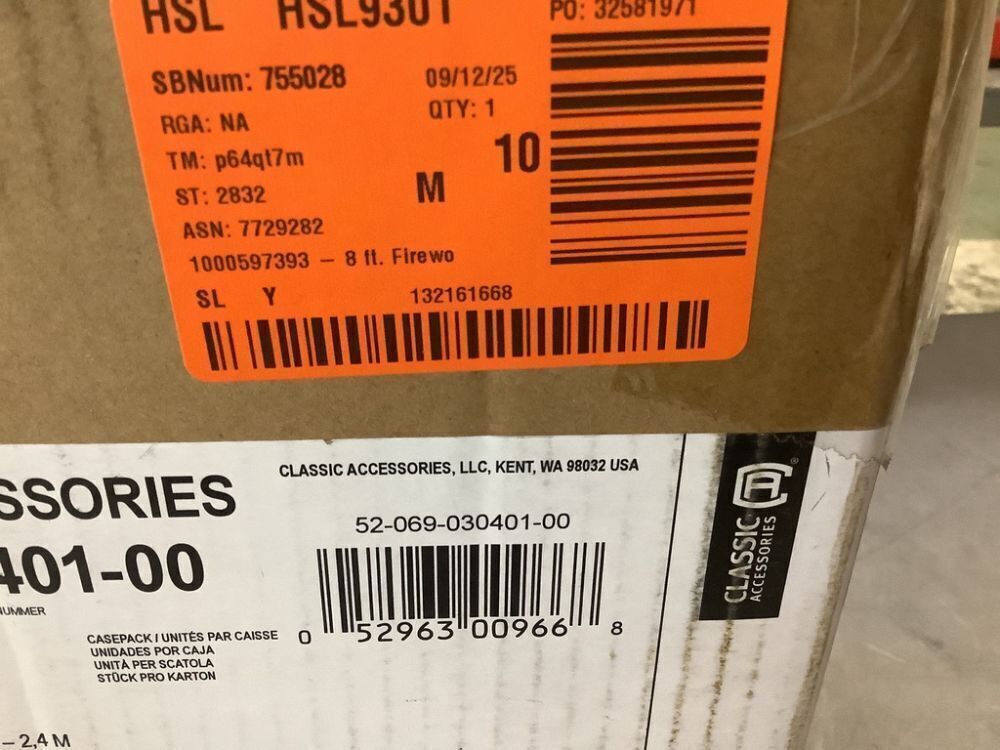 HSL HSL9301 PO: 32581971
SBNum: 755028 09/12/25
RGA: NA QTY: 1
TM: p64qt7m M 10
ST: 2832
ASN: 7729282
1000597393 – 8 ft. Firewo
SL Y 132161668
SSORIES CLASSIC ACCESSORIES, LLC, KENT, WA 98032 USA
401-00 52-069-030401-00
NUMMER
0 52963 00966 8
CASEPACK / UNITÉS PAR CAISSE
UNIDADES POR CAJA
UNITÀ PER SCATOLA
STÜCK PRO KARTON
– 2,4 M
CLASSIC
ACCESSORIES
CA®